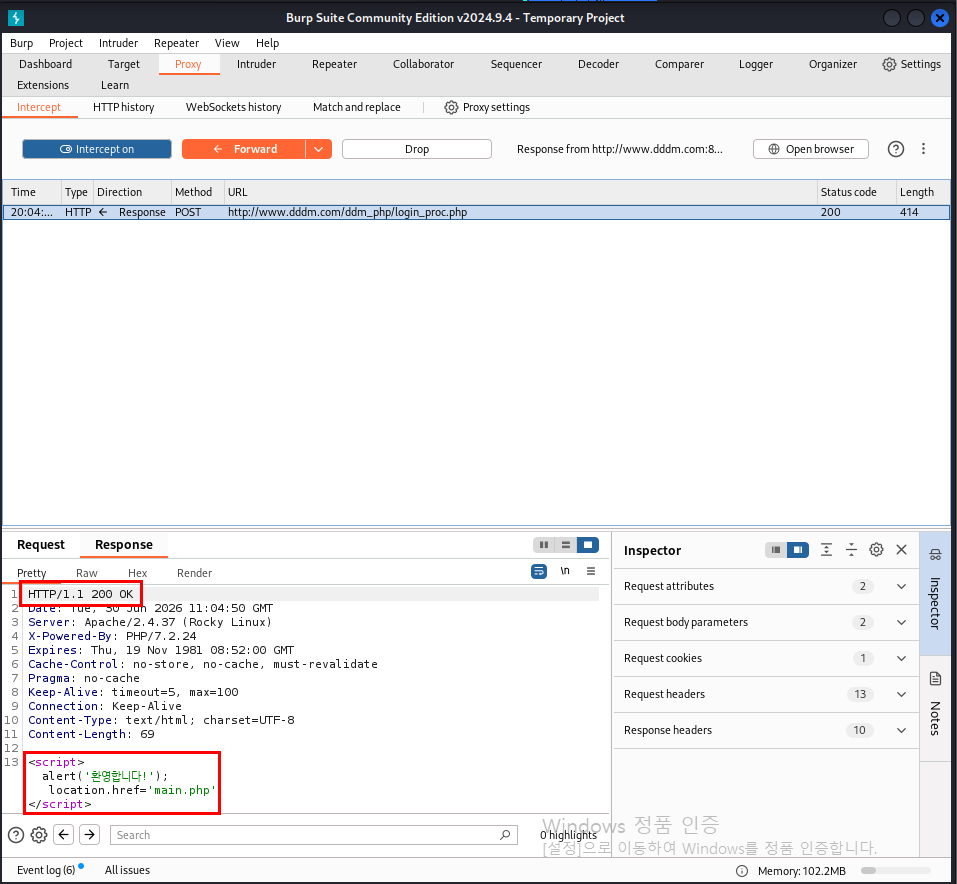 Burp Suite Community Edition v2024.9.4 - Temporary Project
Burp Project Intruder Repeater View Help
Dashboard Target Proxy Intruder Repeater Collaborator Sequencer Decoder Comparer Logger Organizer Settings
Extensions Learn
Intercept HTTP history WebSockets history Match and replace Proxy settings
Intercept on Forward Drop Response from http://www.dddm.com:8... Open browser
Time Type Direction Method URL Status code Length
20:04:... HTTP Response POST http://www.dddm.com/ddm_php/login_proc.php 200 414
Request Response
Pretty Raw Hex Render \n
1 HTTP/1.1 200 OK
2 Date: Tue, 30 Jun 2026 11:04:50 GMT
3 Server: Apache/2.4.37 (Rocky Linux)
4 X-Powered-By: PHP/7.2.24
5 Expires: Thu, 19 Nov 1981 08:52:00 GMT
6 Cache-Control: no-store, no-cache, must-revalidate
7 Pragma: no-cache
8 Keep-Alive: timeout=5, max=100
9 Connection: Keep-Alive
10 Content-Type: text/html; charset=UTF-8
11 Content-Length: 69
12
13 <script>
alert('환영합니다!');
location.href='main.php'
</script>
Search 0 highlights
Inspector
Request attributes 2
Request body parameters 2
Request cookies 1
Request headers 13
Response headers 10
Inspector
Notes
Windows 정품 인증
[설정]으로 이동하여 Windows를 정품 인증합니다.
Event log (6) All issues Memory: 102.2MB